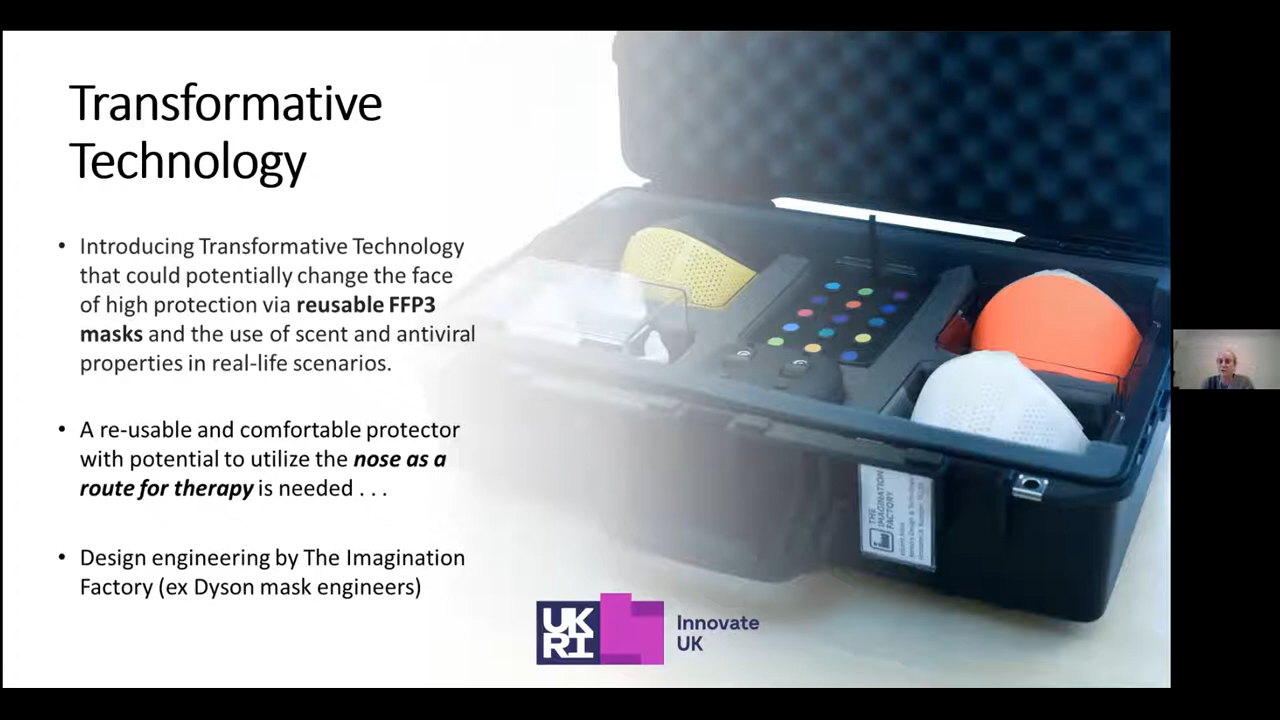 Transformative
Technology
• Introducing Transformative Technology
that could potentially change the face
of high protection via reusable FFP3
masks and the use of scent and antiviral
properties in real-life scenarios.
• A re-usable and comfortable protector
with potential to utilize the nose as a
route for therapy is needed . . .
• Design engineering by The Imagination
Factory (ex Dyson mask engineers)
THE
IMAGINATION
FACTORY
UK
RI
Innovate
UK